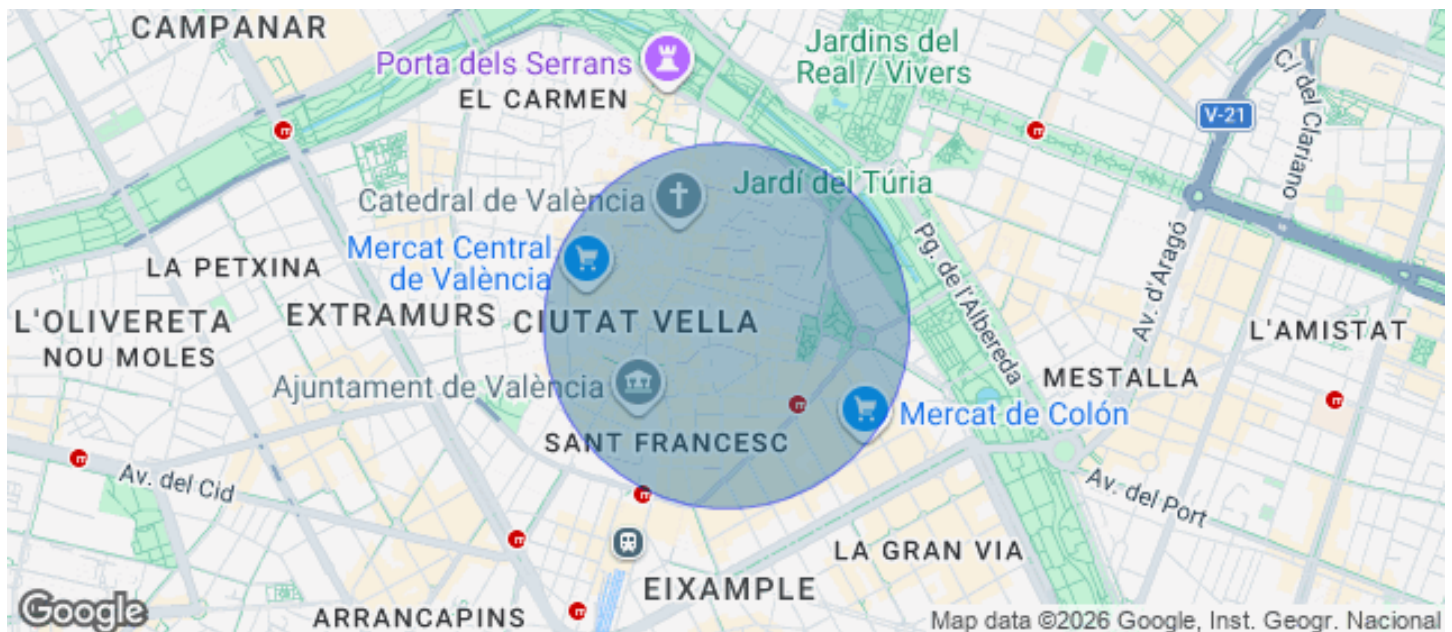 CAMPANAR
Porta dels Serrans
EL CARMEN
Jardins del
Real / Vivers
V-21
Cí del Clariano
Catedral de València
Jardí del Túria
Mercat Central
de València
LA PETXINA
Pg. de l'Albereda
Av. d'Aragó
L'OLIVERETA
EXTRAMURS
CIUTAT VELLA
L'AMISTAT
NOU MOLES
Ajuntament de València
MESTALLA
Mercat de Colón
SANT FRANCESC
Av. del Cid
Av. del Port
LA GRAN VIA
EIXAMPLE
ARRANCAPINS
Google
Map data ©2026 Google, Inst. Geogr. Nacional